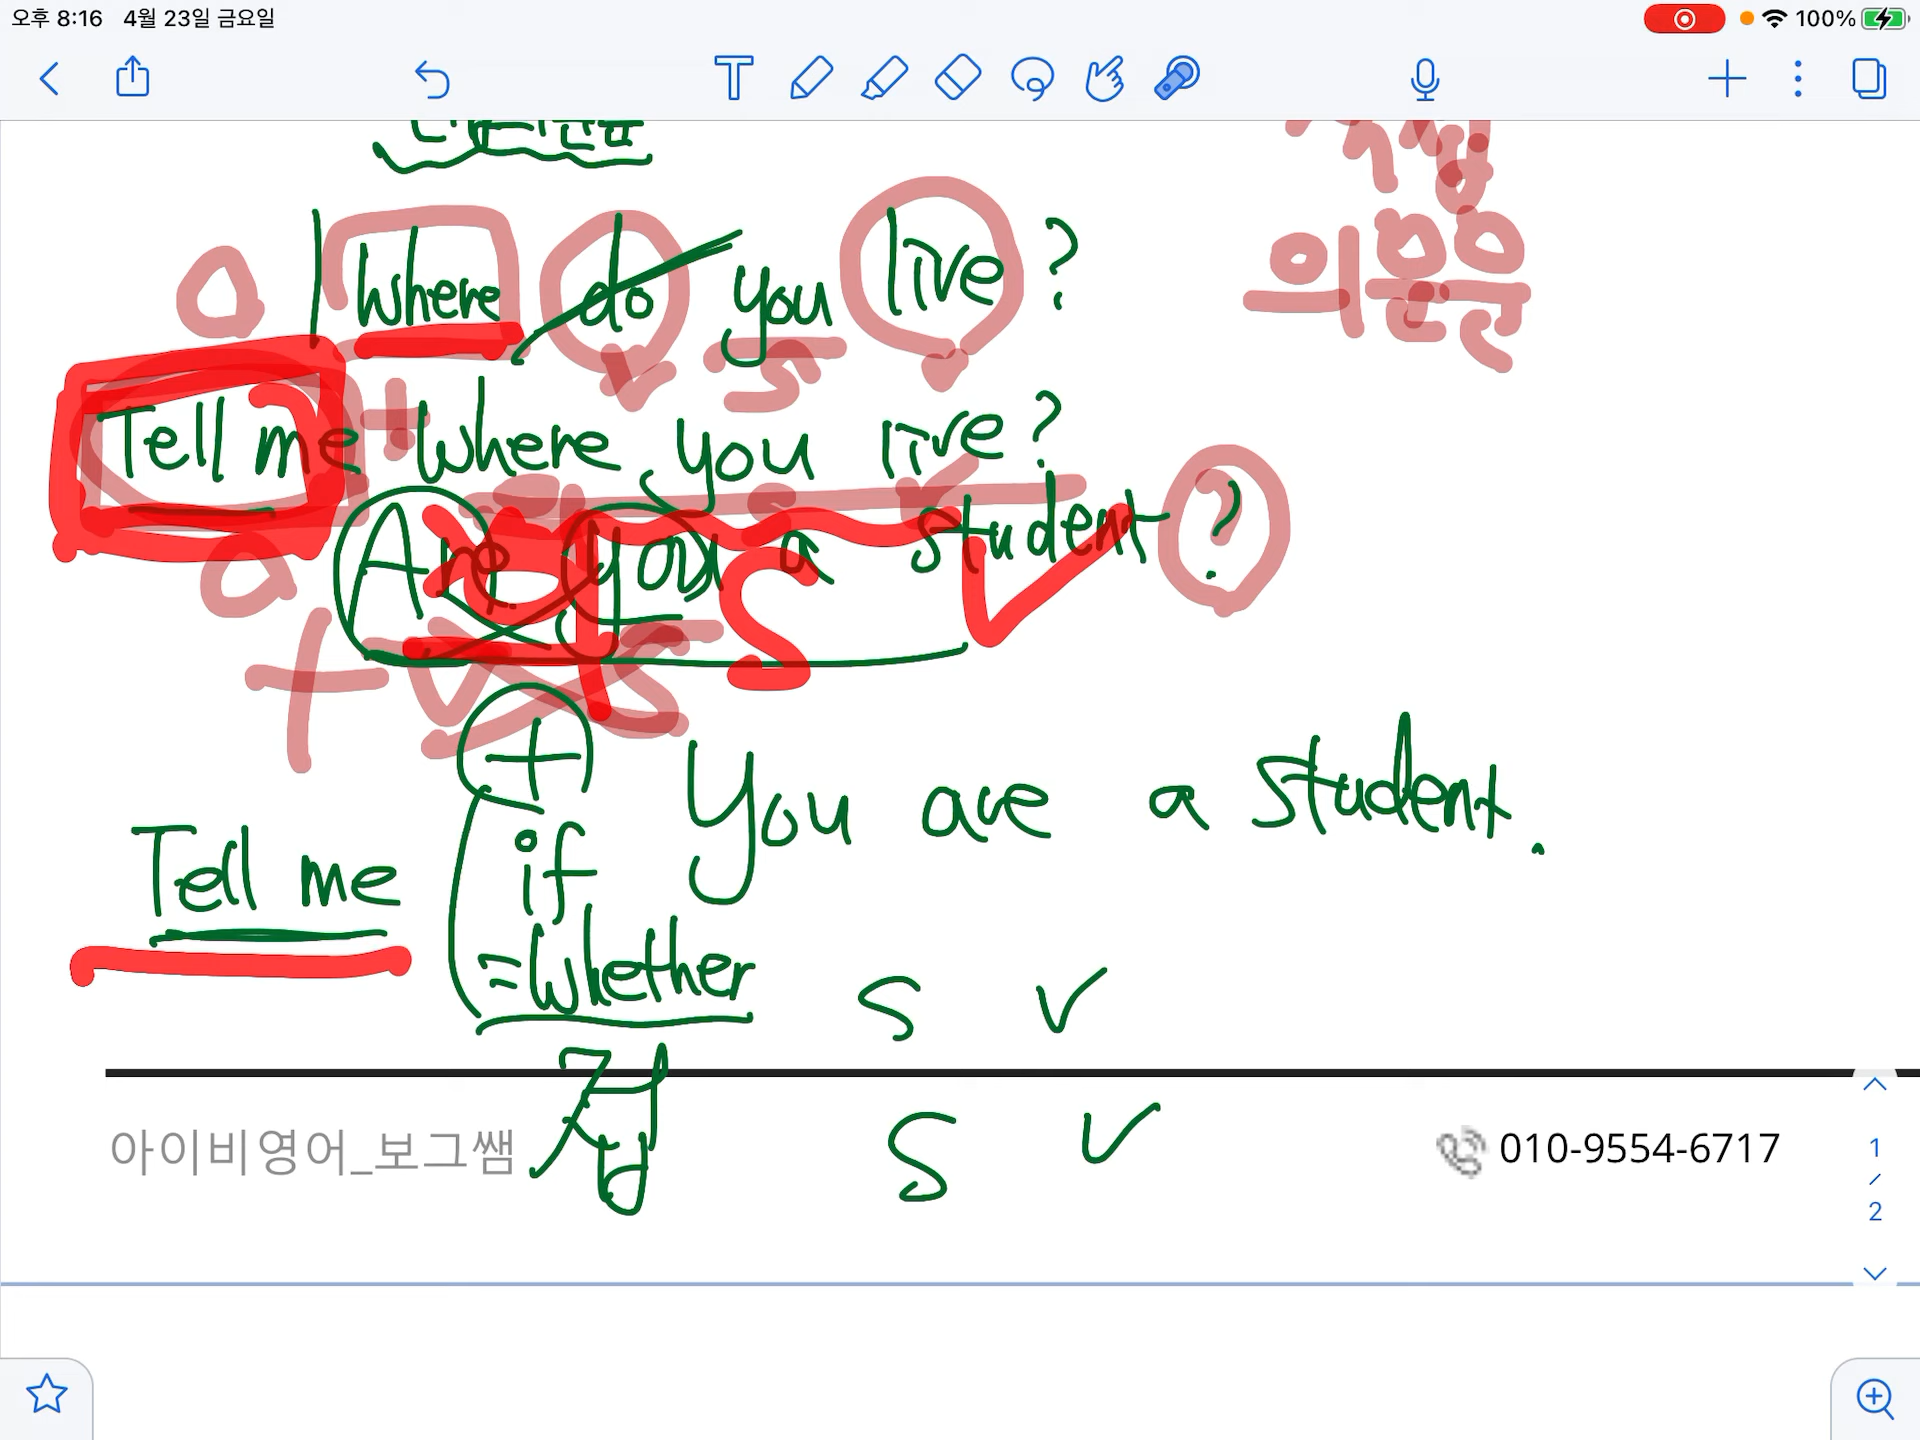 오후 8:16 4월 23일 금요일 100%
의문문
Where do you live?
V S V
Tell me + Where you live?
Are you a student?
S V
+ V S
+ You are a student.
Tell me if
=Whether S V
접 S V
아이비영어_보그쌤 010-9554-6717
1
/
2